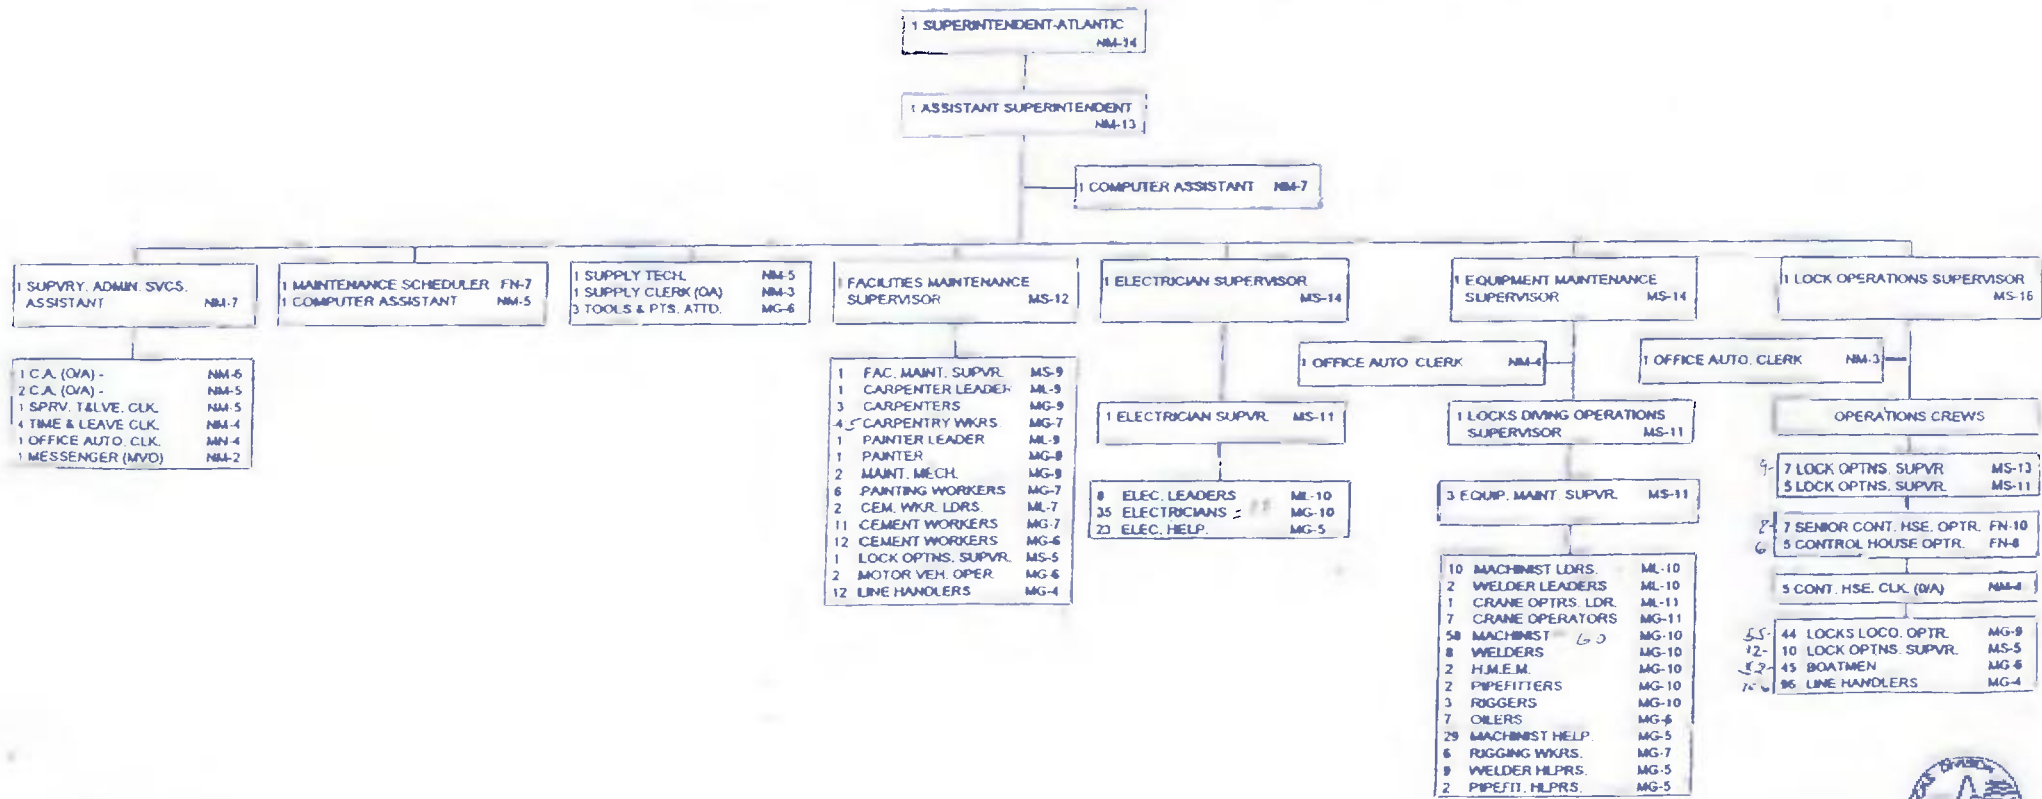 1 SUPERINTENDENT-ATLANTIC
NM-14
1 ASSISTANT SUPERINTENDENT
NM-13
1 COMPUTER ASSISTANT NM-7
1 SUPVRY. ADMIN. SVCS.
ASSISTANT NM-7
1 C.A. (O/A) - NM-6
2 C.A. (O/A) - NM-5
1 SPRV. T&LVE. CLK. NM-5
4 TIME & LEAVE CLK. NM-4
1 OFFICE AUTO. CLK. MN-4
1 MESSENGER (MVO) NM-2
1 MAINTENANCE SCHEDULER FN-7
1 COMPUTER ASSISTANT NM-5
1 SUPPLY TECH. NM-5
1 SUPPLY CLERK (OA) NM-3
3 TOOLS & PTS. ATTD. MG-6
1 FACILITIES MAINTENANCE
SUPERVISOR MS-12
1 FAC. MAINT. SUPVR. MS-9
1 CARPENTER LEADER ML-9
3 CARPENTERS MG-9
4 5 CARPENTRY WKRS. MG-7
1 PAINTER LEADER ML-9
1 PAINTER MG-9
2 MAINT. MECH. MG-9
6 PAINTING WORKERS MG-7
2 CEM. WKR. LDRS. ML-7
11 CEMENT WORKERS MG-7
12 CEMENT WORKERS MG-6
1 LOCK OPTNS. SUPVR. MS-5
2 MOTOR VEH. OPER. MG-6
12 LINE HANDLERS MG-4
1 ELECTRICIAN SUPERVISOR
MS-14
1 ELECTRICIAN SUPVR. MS-11
8 ELEC. LEADERS ML-10
35 ELECTRICIANS MG-10
23 ELEC. HELP. MG-5
1 EQUIPMENT MAINTENANCE
SUPERVISOR MS-14
1 OFFICE AUTO CLERK NM-4
1 LOCKS DIVING OPERATIONS
SUPERVISOR MS-11
3 EQUIP. MAINT. SUPVR. MS-11
10 MACHINIST LDRS. ML-10
2 WELDER LEADERS ML-10
1 CRANE OPTRS. LDR. ML-11
7 CRANE OPERATORS MG-11
58 MACHINIST 60 MG-10
8 WELDERS MG-10
2 H.M.E.M. MG-10
2 PIPEFITTERS MG-10
3 RIGGERS MG-10
7 OILERS MG-6
29 MACHINIST HELP. MG-5
6 RIGGING WKRS. MG-7
9 WELDER HLPRS. MG-5
2 PIPEFIT. HLPRS. MG-5
1 LOCK OPERATIONS SUPERVISOR
MS-16
1 OFFICE AUTO. CLERK NM-3
OPERATIONS CREWS
9- 7 LOCK OPTNS. SUPVR MS-13
5 LOCK OPTNS. SUPVR. MS-11
8- 7 SENIOR CONT. HSE. OPTR. FN-10
6 5 CONTROL HOUSE OPTR. FN-8
5 CONT. HSE. CLK. (O/A) NM-4
55- 44 LOCKS LOCO. OPTR. MG-9
12- 10 LOCK OPTNS. SUPVR. MS-5
45 BOATMEN MG-6
96 LINE HANDLERS MG-4
DIVISION